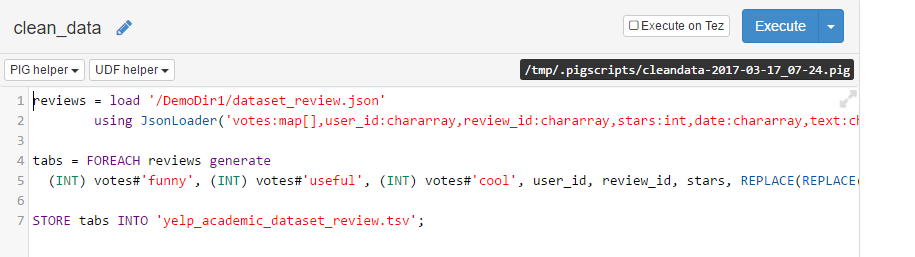 clean_data
Execute on Tez
Execute
PIG helper
UDF helper
/tmp/.pigscripts/cleandata-2017-03-17_07-24.pig
1 reviews = load '/DemoDir1/dataset_review.json'
2 using JsonLoader('votes:map[],user_id:chararray,review_id:chararray,stars:int,date:chararray,text:ch
3
4 tabs = FOREACH reviews generate
5 (INT) votes#'funny', (INT) votes#'useful', (INT) votes#'cool', user_id, review_id, stars, REPLACE(REPLACE(
6
7 STORE tabs INTO 'yelp_academic_dataset_review.tsv';